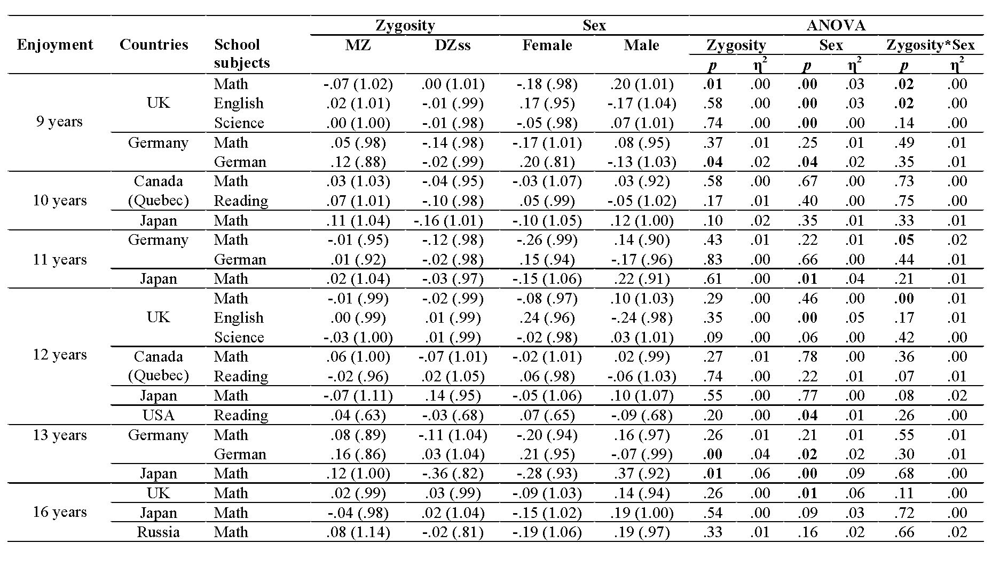 Zygosity Sex ANOVA
Enjoyment Countries School subjects MZ DZss Female Male Zygosity Sex Zygosity*Sex
p η² p η² p η²
Math -.07 (1.02) .00 (1.01) -.18 (.98) .20 (1.01) .01 .00 .00 .03 .02 .00
UK English .02 (1.01) -.01 (.99) .17 (.95) -.17 (1.04) .58 .00 .00 .03 .02 .00
9 years Science .00 (1.00) -.01 (.98) -.05 (.98) .07 (1.01) .74 .00 .00 .00 .14 .00
Germany Math .05 (.98) -.14 (.98) -.17 (1.01) .08 (.95) .37 .01 .25 .01 .49 .01
German .12 (.88) -.02 (.99) .20 (.81) -.13 (1.03) .04 .02 .04 .02 .35 .01
Canada Math .03 (1.03) -.04 (.95) -.03 (1.07) .03 (.92) .58 .00 .67 .00 .73 .00
10 years (Quebec) Reading .07 (1.01) -.10 (.98) .05 (.99) -.05 (1.02) .17 .01 .40 .00 .75 .00
Japan Math .11 (1.04) -.16 (1.01) -.10 (1.05) .12 (1.00) .10 .02 .35 .01 .33 .01
Germany Math -.01 (.95) -.12 (.98) -.26 (.99) .14 (.90) .43 .01 .22 .01 .05 .02
11 years German .01 (.92) -.02 (.98) .15 (.94) -.17 (.96) .83 .00 .66 .00 .44 .01
Japan Math .02 (1.04) -.03 (.97) -.15 (1.06) .22 (.91) .61 .00 .01 .04 .21 .01
Math -.01 (.99) -.02 (.99) -.08 (.97) .10 (1.03) .29 .00 .46 .00 .00 .01
UK English .00 (.99) .01 (.99) .24 (.96) -.24 (.98) .35 .00 .00 .05 .17 .01
Science -.03 (1.00) .01 (.99) -.02 (.98) .03 (1.01) .09 .00 .06 .00 .42 .00
12 years Canada Math .06 (1.00) -.07 (1.01) -.02 (1.01) .02 (.99) .27 .01 .78 .00 .36 .00
(Quebec) Reading -.02 (.96) .02 (1.05) .06 (.98) -.06 (1.03) .74 .00 .22 .01 .07 .01
Japan Math -.07 (1.11) .14 (.95) -.05 (1.06) .10 (1.07) .55 .00 .77 .00 .08 .02
USA Reading .04 (.63) -.03 (.68) .07 (.65) -.09 (.68) .20 .00 .04 .01 .26 .00
13 years Germany Math .08 (.89) -.11 (1.04) -.20 (.94) .16 (.97) .26 .01 .21 .01 .55 .01
German .16 (.86) .03 (1.04) .21 (.95) -.07 (.99) .00 .04 .02 .02 .30 .01
Japan Math .12 (1.00) -.36 (.82) -.28 (.93) .37 (.92) .01 .06 .00 .09 .68 .00
UK Math .02 (.99) .03 (.99) -.09 (1.03) .14 (.94) .26 .00 .01 .06 .11 .00
16 years Japan Math -.04 (.98) .02 (1.04) -.15 (1.02) .19 (1.00) .54 .00 .09 .03 .72 .00
Russia Math .08 (1.14) -.02 (.81) -.19 (1.06) .19 (.97) .33 .01 .16 .02 .66 .02